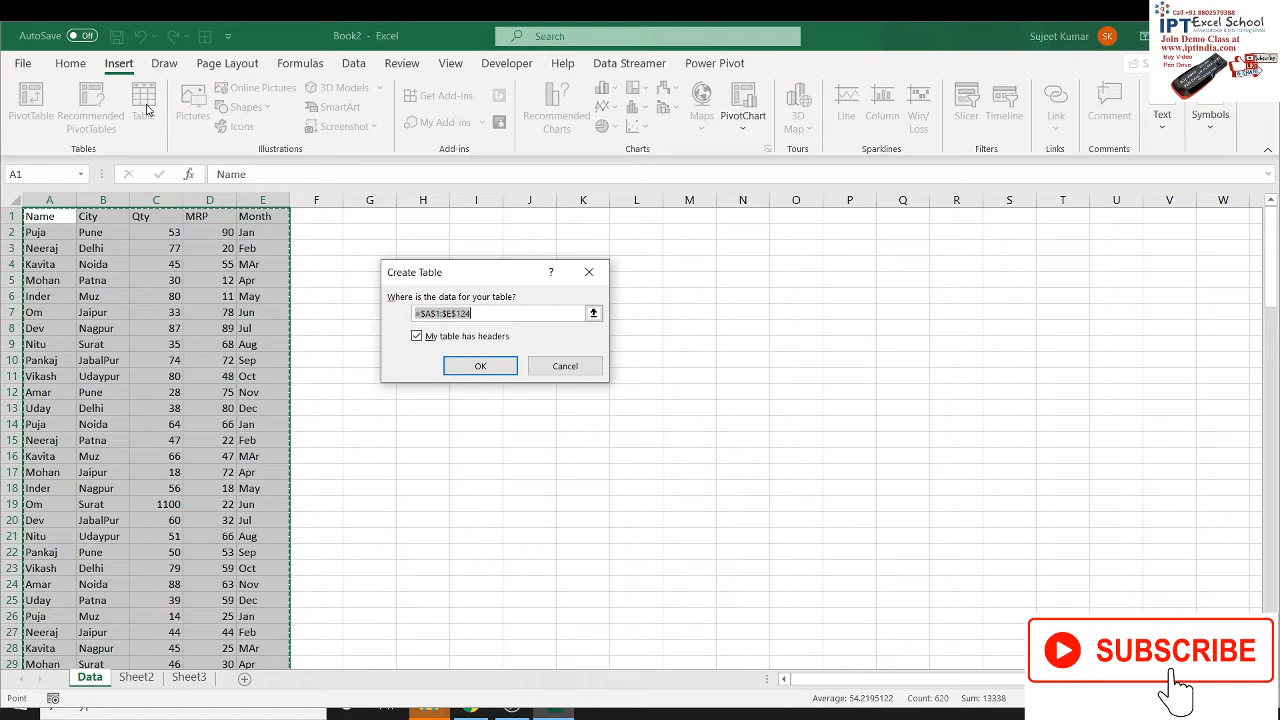 Call +91 8802579388
IPT Excel School
Advanced Excel & MIS Training School
Join Demo Class at
www.iptindia.com
Buy Video
Pen Drive
AutoSave Off
Book2 - Excel
Search
Sujeet Kumar SK
File Home Insert Draw Page Layout Formulas Data Review View Developer Help Data Streamer Power Pivot
PivotTable Recommended PivotTables Table Pictures Online Pictures Shapes Icons 3D Models SmartArt Screenshot Get Add-ins My Add-ins Recommended Charts Maps PivotChart 3D Map Line Column Win/Loss Slicer Timeline Link Comment Text Symbols
Tables Illustrations Add-ins Charts Tours Sparklines Filters Links Comments
A1 fx Name
A B C D E F G H I J K L M N O P Q R S T U V W
1 Name City Qty MRP Month
2 Puja Pune 53 90 Jan
3 Neeraj Delhi 77 20 Feb
4 Kavita Noida 45 55 MAr
5 Mohan Patna 30 12 Apr
6 Inder Muz 80 11 May
7 Om Jaipur 78 33 Jun
8 Dev Nagpur 87 89 Jul
9 Nitu Surat 35 68 Aug
10 Pankaj JabalPur 74 72 Sep
11 Vikash Udaypur 80 48 Oct
12 Amar Pune 28 75 Nov
13 Uday Delhi 38 80 Dec
14 Puja Noida 64 66 Jan
15 Neeraj Patna 47 22 Feb
16 Kavita Muz 66 47 MAr
17 Mohan Jaipur 18 72 Apr
18 Inder Nagpur 56 18 May
19 Om Surat 1100 22 Jun
20 Dev JabalPur 60 32 Jul
21 Nitu Udaypur 51 66 Aug
22 Pankaj Pune 50 53 Sep
23 Vikash Delhi 79 59 Oct
24 Amar Noida 88 63 Nov
25 Uday Patna 39 59 Dec
26 Puja Muz 14 25 Jan
27 Neeraj Jaipur 44 44 Feb
28 Kavita Nagpur 45 25 MAr
29 Mohan Surat 46 30 Apr
Create Table ?
Where is the data for your table?
=$A$1:$E$124
My table has headers
OK Cancel
SUBSCRIBE
Data Sheet2 Sheet3
Point Average: 54.2195122 Count: 620 Sum: 13338